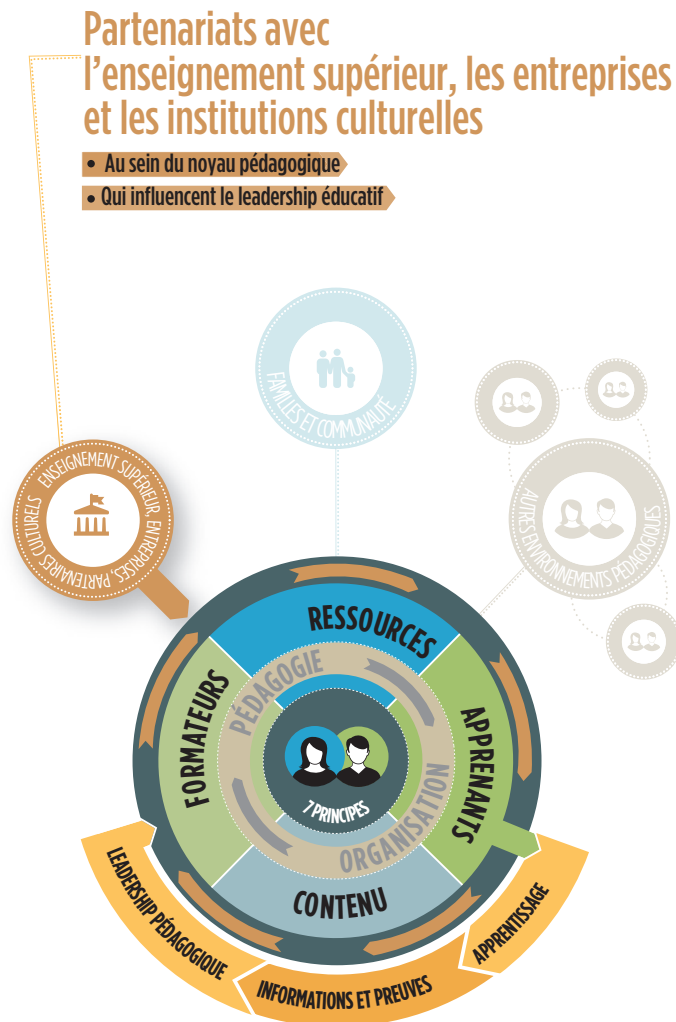 Partenariats avec
l'enseignement supérieur, les entreprises
et les institutions culturelles
• Au sein du noyau pédagogique
• Qui influencent le leadership éducatif
FAMILLES ET COMMUNAUTÉ
ENSEIGNEMENT SUPÉRIEUR, ENTREPRISES, PARTENAIRES CULTURELS
AUTRES ENVIRONNEMENTS PÉDAGOGIQUES
RESSOURCES
PÉDAGOGIE
FORMATEURS
APPRENANTS
7 PRINCIPES
ORGANISATION
CONTENU
LEADERSHIP PÉDAGOGIQUE
INFORMATIONS ET PREUVES
APPRENTISSAGE